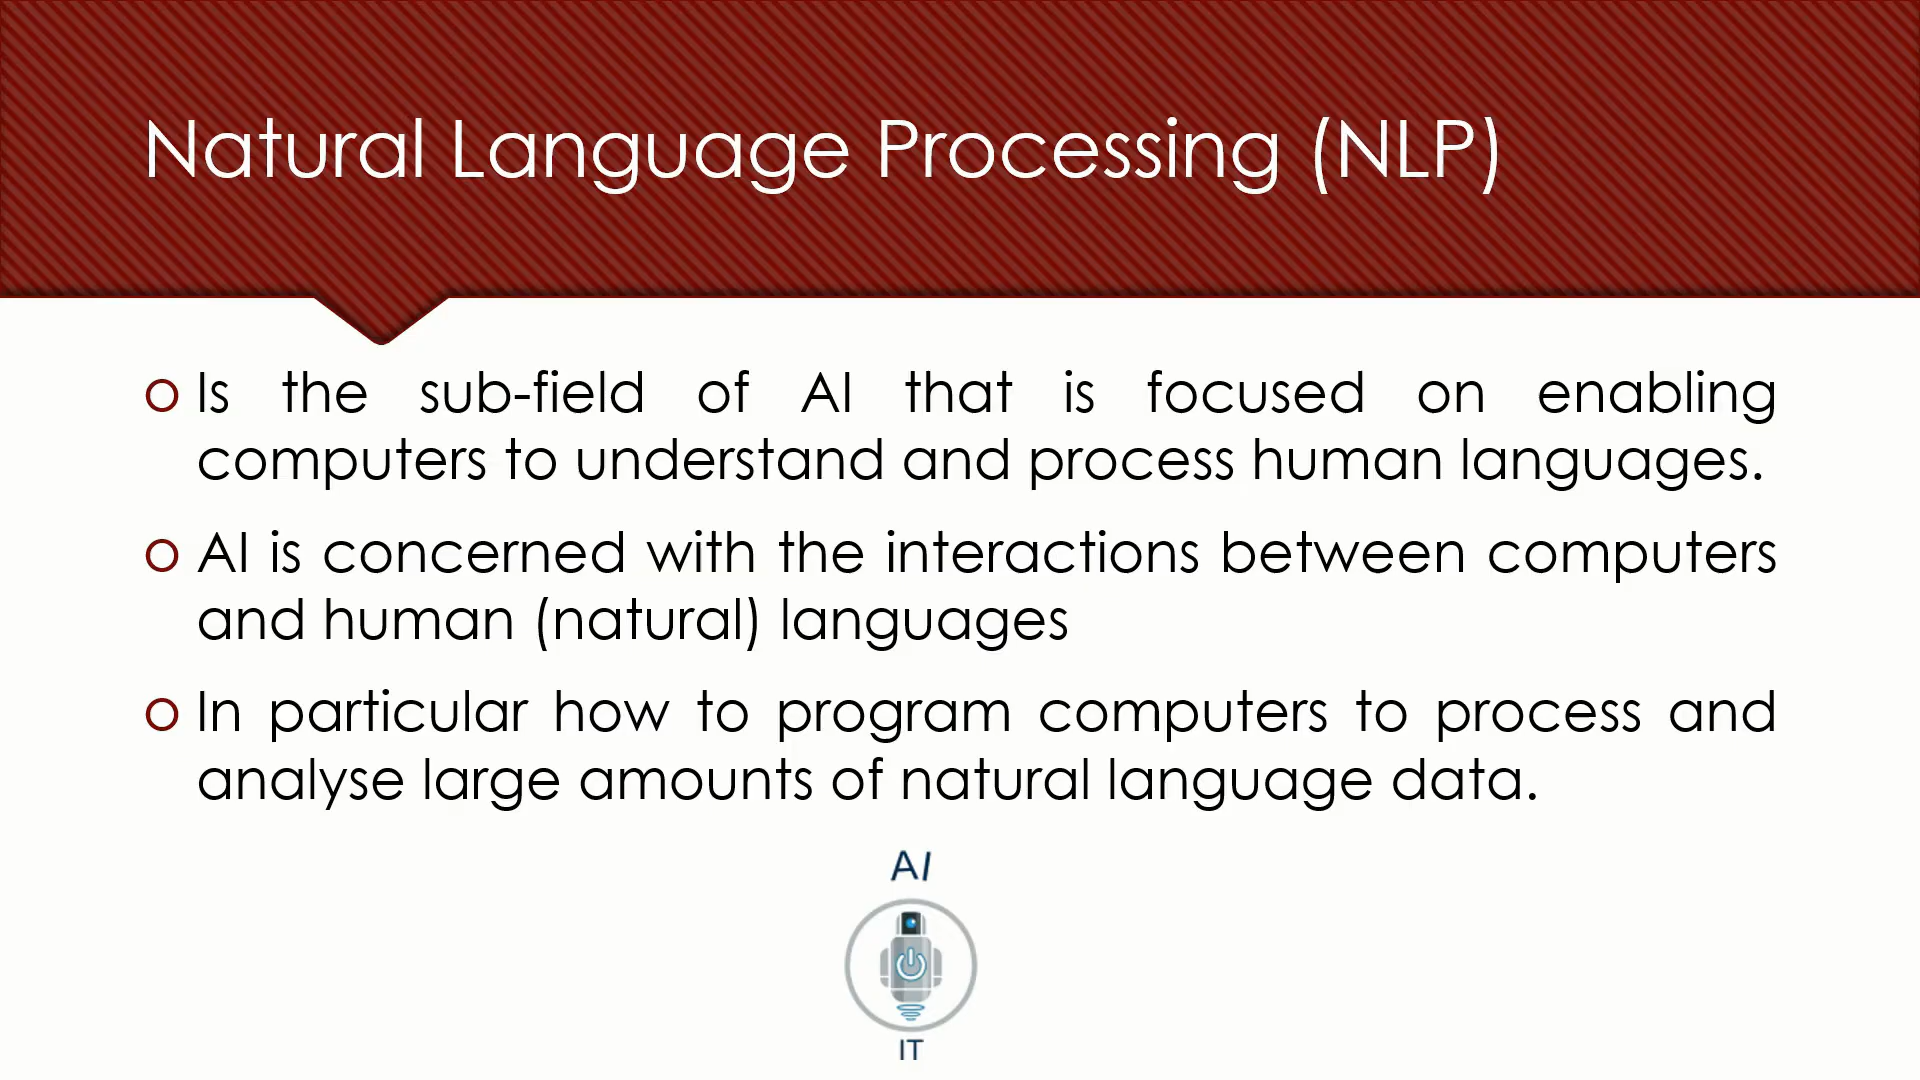 Natural Language Processing (NLP)
Is the sub-field of AI that is focused on enabling
computers to understand and process human languages.
AI is concerned with the interactions between computers
and human (natural) languages
In particular how to program computers to process and
analyse large amounts of natural language data.
AI
IT